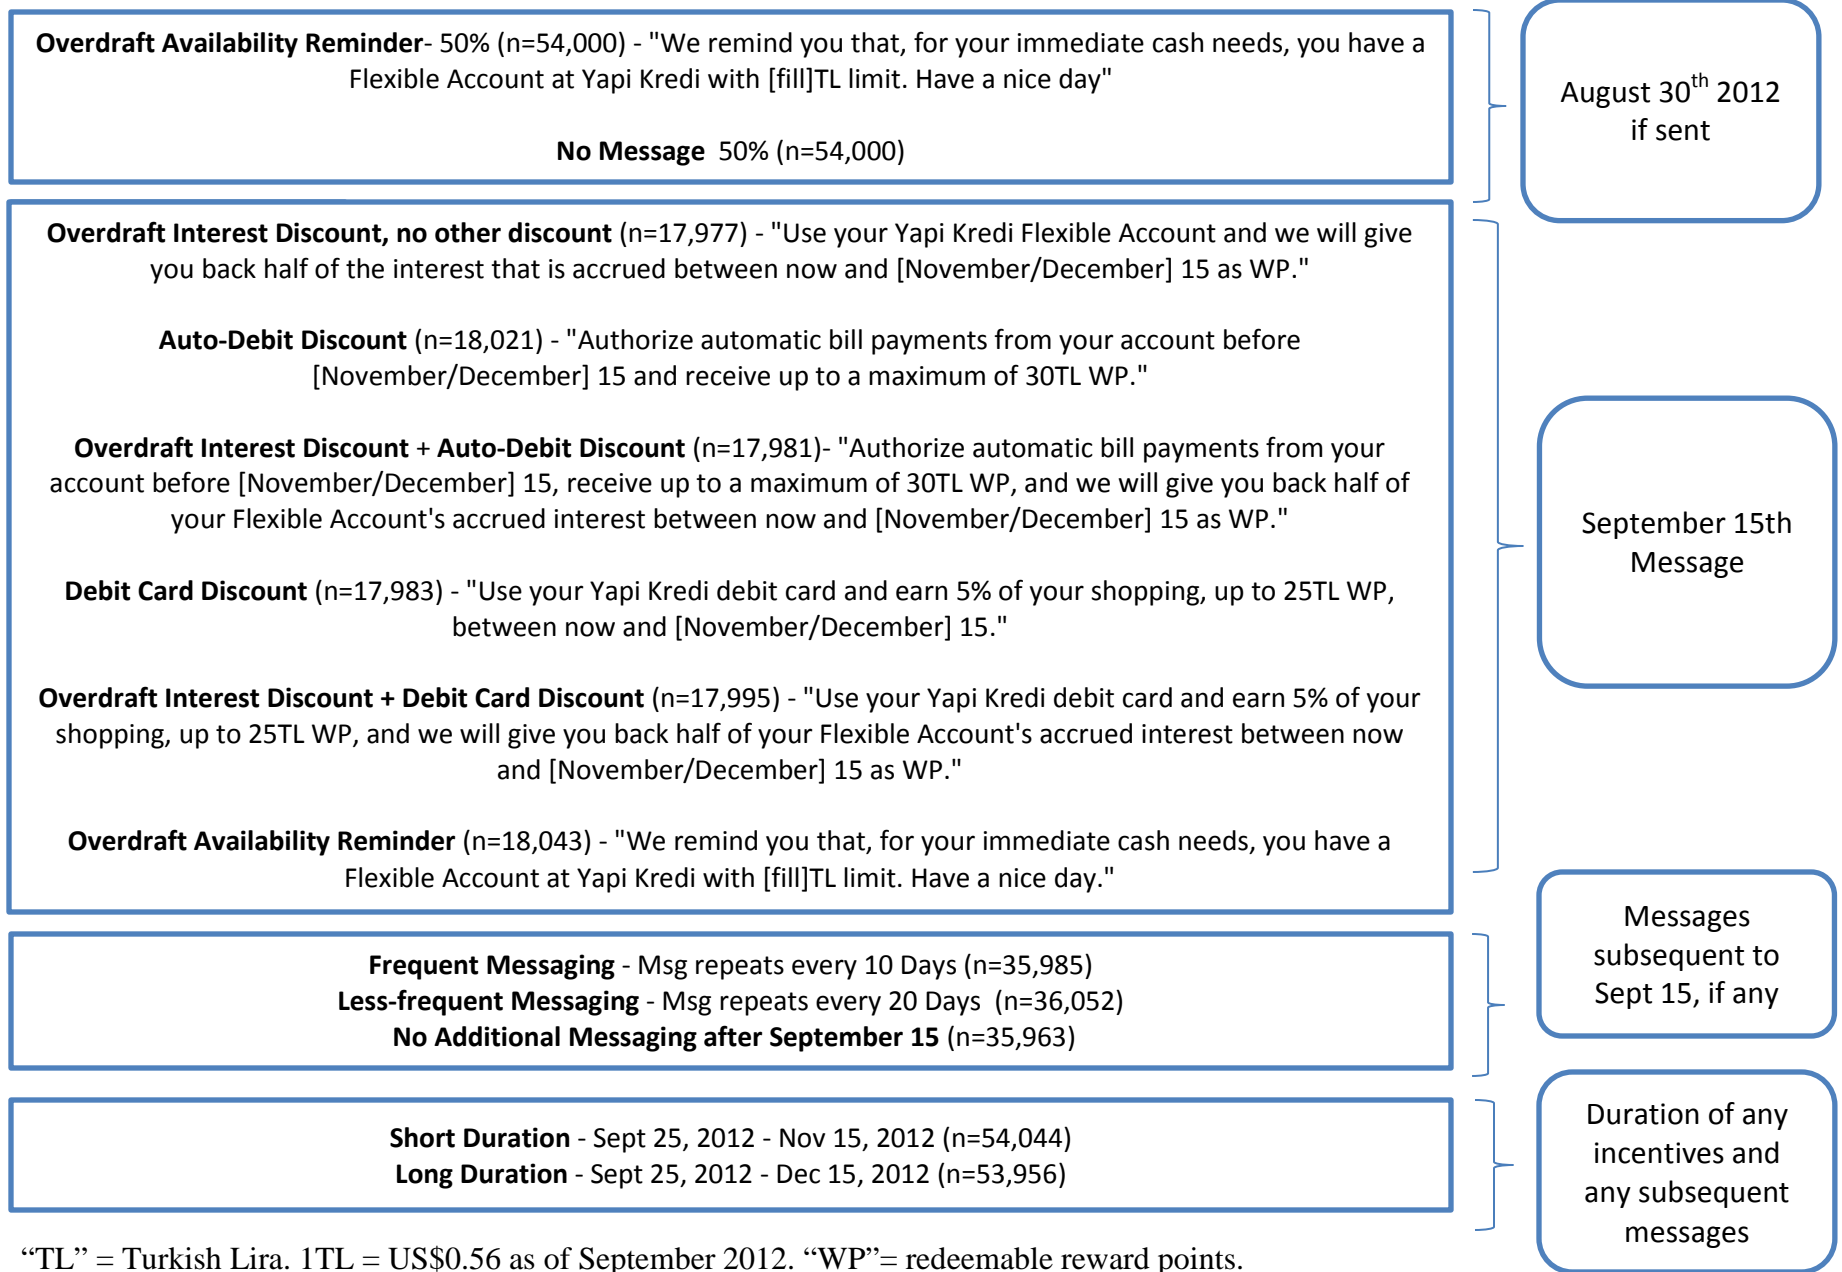 Overdraft Availability Reminder- 50% (n=54,000) - "We remind you that, for your immediate cash needs, you have a
Flexible Account at Yapi Kredi with [fill]TL limit. Have a nice day"
No Message 50% (n=54,000)
August 30th 2012
if sent
Overdraft Interest Discount, no other discount (n=17,977) - "Use your Yapi Kredi Flexible Account and we will give
you back half of the interest that is accrued between now and [November/December] 15 as WP."
Auto-Debit Discount (n=18,021) - "Authorize automatic bill payments from your account before
[November/December] 15 and receive up to a maximum of 30TL WP."
Overdraft Interest Discount + Auto-Debit Discount (n=17,981)- "Authorize automatic bill payments from your
account before [November/December] 15, receive up to a maximum of 30TL WP, and we will give you back half of
your Flexible Account's accrued interest between now and [November/December] 15 as WP."
Debit Card Discount (n=17,983) - "Use your Yapi Kredi debit card and earn 5% of your shopping, up to 25TL WP,
between now and [November/December] 15."
Overdraft Interest Discount + Debit Card Discount (n=17,995) - "Use your Yapi Kredi debit card and earn 5% of your
shopping, up to 25TL WP, and we will give you back half of your Flexible Account's accrued interest between now
and [November/December] 15 as WP."
Overdraft Availability Reminder (n=18,043) - "We remind you that, for your immediate cash needs, you have a
Flexible Account at Yapi Kredi with [fill]TL limit. Have a nice day."
September 15th
Message
Frequent Messaging - Msg repeats every 10 Days (n=35,985)
Less-frequent Messaging - Msg repeats every 20 Days (n=36,052)
No Additional Messaging after September 15 (n=35,963)
Messages
subsequent to
Sept 15, if any
Short Duration - Sept 25, 2012 - Nov 15, 2012 (n=54,044)
Long Duration - Sept 25, 2012 - Dec 15, 2012 (n=53,956)
Duration of any
incentives and
any subsequent
messages
“TL” = Turkish Lira. 1TL = US$0.56 as of September 2012. “WP”= redeemable reward points.